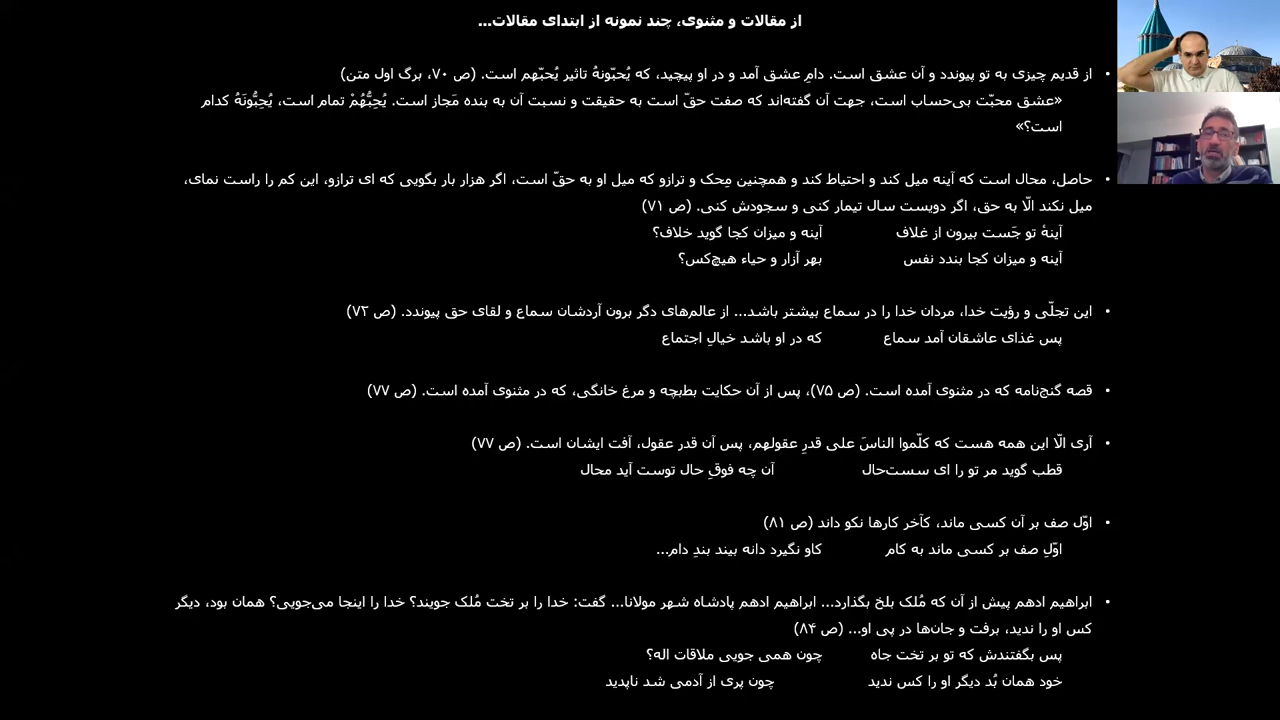 از مقالات و مثنوی، چند نمونه از ابتدای مقالات...
• از قدیم چیزی به تو پیوندد و آن عشق است. دامِ عشق آمد و در او پیچید، که یُحبّونهُ تاثیر یُحبّهم است. (ص ۷۰، برگ اول متن)
«عشق محبّت بی‌حساب است، جهت آن گفته‌اند که صفت حقّ است به حقیقت و نسبت آن به بنده مَجاز است. یُحِبُّهُمْ تمام است، یُحِبُّونَهُ کدام
است؟»
• حاصل، محال است که آینه میل کند و احتیاط کند و همچنین مِحک و ترازو که میل او به حقّ است، اگر هزار بار بگویی که ای ترازو، این کم را راست نمای،
میل نکند الّا به حق، اگر دویست سال تیمار کنی و سجودش کنی. (ص ۷۱)
آینهٔ تو جَست بیرون از غلاف آینه و میزان کجا گوید خلاف؟
آینه و میزان کجا بندد نفس بهر آزار و حیاء هیچ‌کس؟
• این تجلّی و رؤیت خدا، مردان خدا را در سماع بیشتر باشد... از عالم‌های دگر برون آردشان سماع و لقای حق پیوندد. (ص ۷۳)
پس غذای عاشقان آمد سماع که در او باشد خیالِ اجتماع
• قصه گنج‌نامه که در مثنوی آمده است. (ص ۷۵)، پس از آن حکایت بط‌بچه و مرغ خانگی، که در مثنوی آمده است. (ص ۷۷)
• آری الّا این همه هست که کلّموا الناسَ علی قدرِ عقولهم، پس آن قدر عقول، آفت ایشان است. (ص ۷۷)
قطب گوید مر تو را ای سست‌حال آن چه فوقِ حال توست آید محال
• اوّل صف بر آن کسی ماند، کآخر کارها نکو داند (ص ۸۱)
اوّلِ صف بر کسی ماند به کام کاو نگیرد دانه بیند بندِ دام...
• ابراهیم ادهم پیش از آن که مُلک بلخ بگذارد... ابراهیم ادهم پادشاه شهر مولانا... گفت: خدا را بر تخت مُلک جویند؟ خدا را اینجا می‌جویی؟ همان بود، دیگر
کس او را ندید، برفت و جان‌ها در پی او... (ص ۸۴)
پس بگفتندش که تو بر تخت جاه چون همی جویی ملاقات اله؟
خود همان بُد دیگر او را کس ندید چون پری از آدمی شد ناپدید